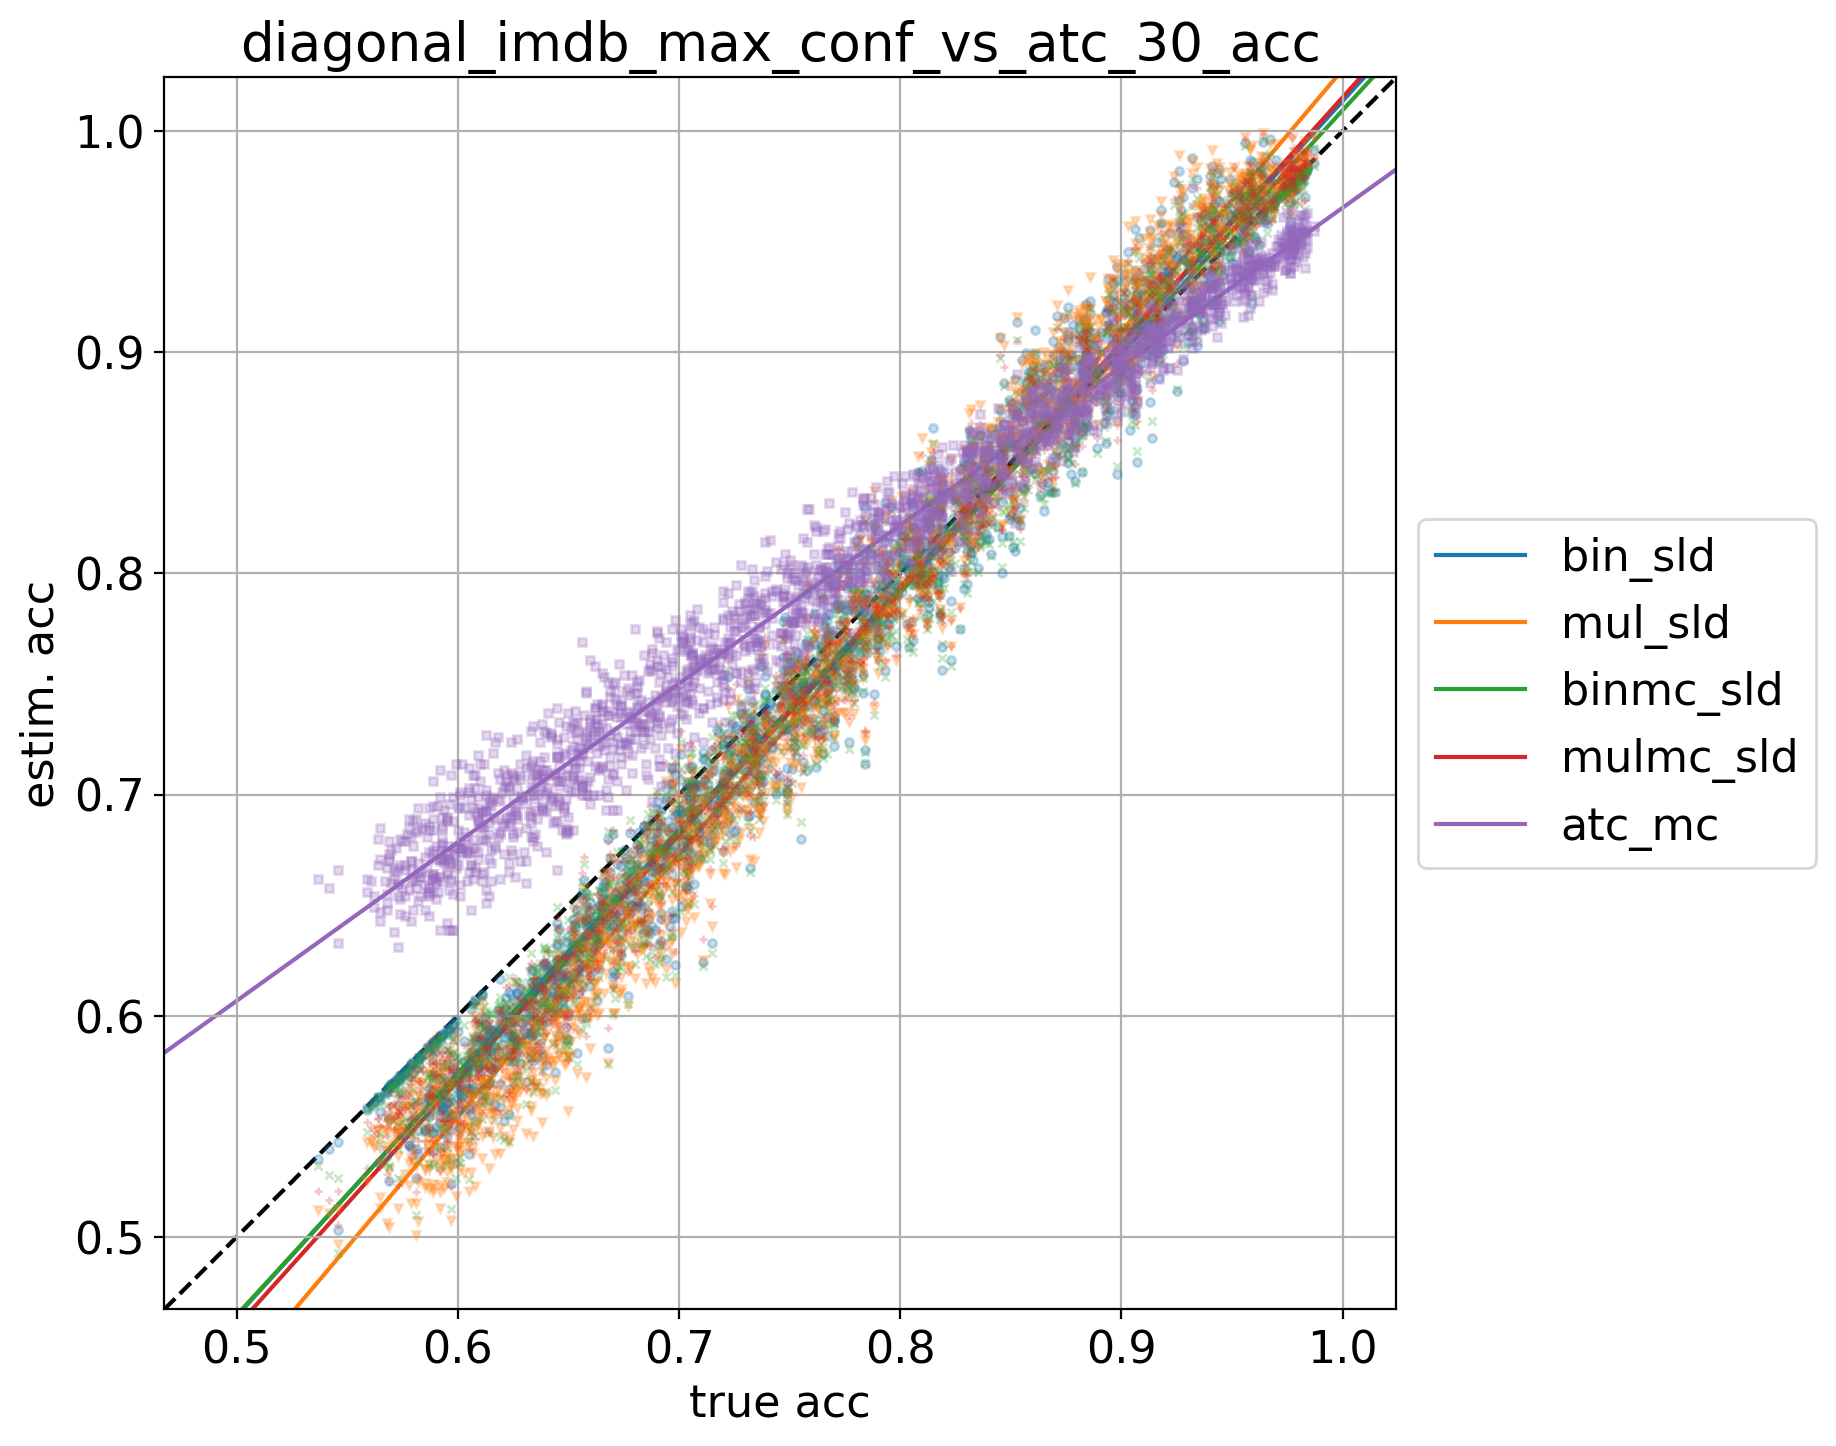 diagonal_imdb_max_conf_vs_atc_30_acc
1.0
0.9
0.8
0.7
0.6
0.5
estim. acc
0.5 0.6 0.7 0.8 0.9 1.0
true acc
bin_sld
mul_sld
binmc_sld
mulmc_sld
atc_mc